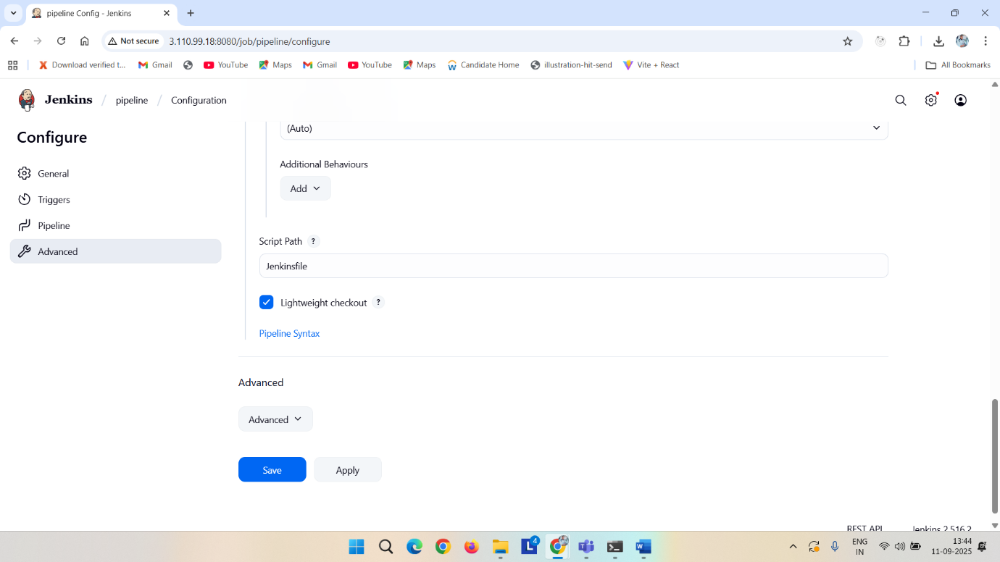 pipeline Config - Jenkins
Not secure
3.110.99.18:8080/job/pipeline/configure
Download verified t...
Gmail
YouTube
Maps
Gmail
YouTube
Maps
Candidate Home
illustration-hit-send
Vite + React
All Bookmarks
Jenkins / pipeline / Configuration
Configure
General
Triggers
Pipeline
Advanced
(Auto)
Additional Behaviours
Add
Script Path ?
Jenkinsfile
Lightweight checkout ?
Pipeline Syntax
Advanced
Advanced
Save
Apply
REST API
Jenkins 2.516.2
4
ENG
IN
13:44
11-09-2025